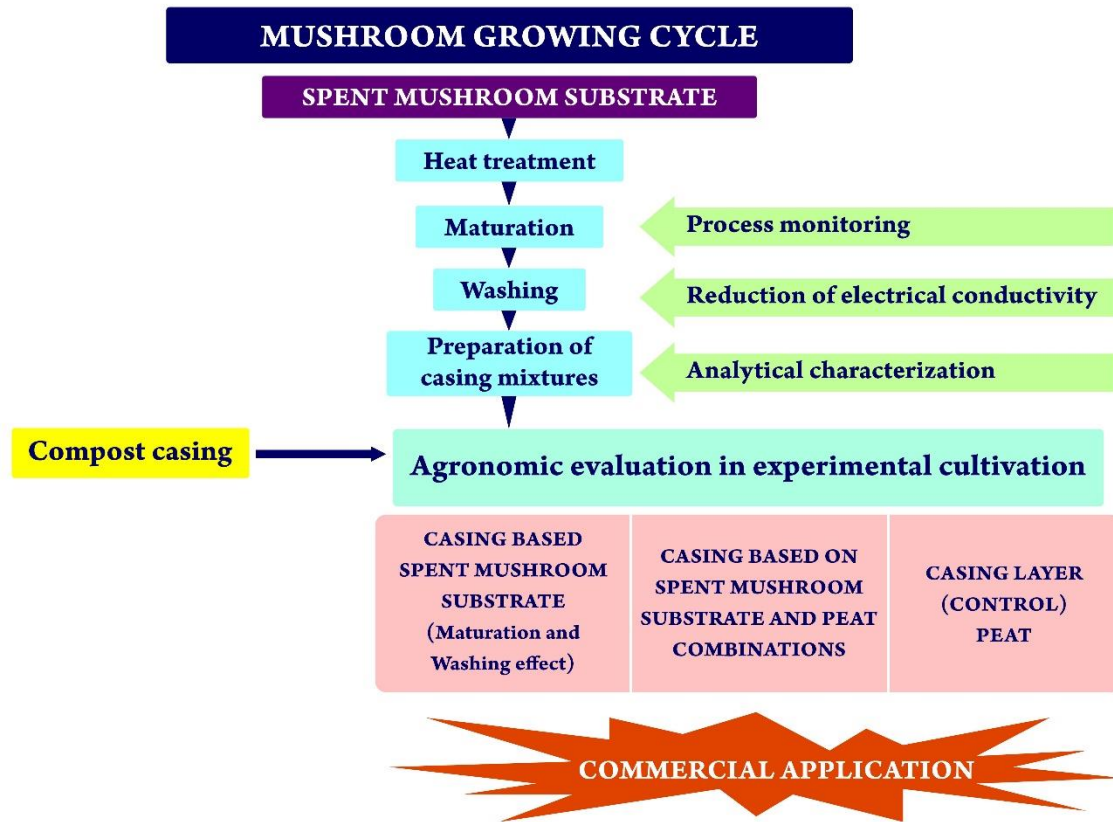 MUSHROOM GROWING CYCLE
SPENT MUSHROOM SUBSTRATE
Heat treatment
Maturation
Process monitoring
Washing
Reduction of electrical conductivity
Preparation of
casing mixtures
Analytical characterization
Compost casing
Agronomic evaluation in experimental cultivation
CASING BASED
SPENT MUSHROOM
SUBSTRATE
(Maturation and
Washing effect)
CASING BASED ON
SPENT MUSHROOM
SUBSTRATE AND PEAT
COMBINATIONS
CASING LAYER
(CONTROL)
PEAT
COMMERCIAL APPLICATION